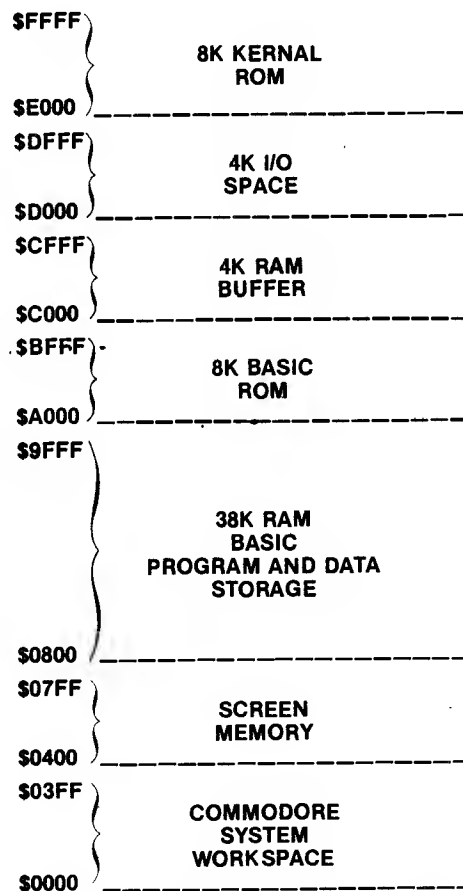 $FFFF
8K KERNAL
ROM
$E000
$DFFF
4K I/O
SPACE
$D000
$CFFF
4K RAM
BUFFER
$C000
$BFFF
8K BASIC
ROM
$A000
$9FFF
38K RAM
BASIC
PROGRAM AND DATA
STORAGE
$0800
$07FF
SCREEN
MEMORY
$0400
$03FF
COMMODORE
SYSTEM
WORKSPACE
$0000